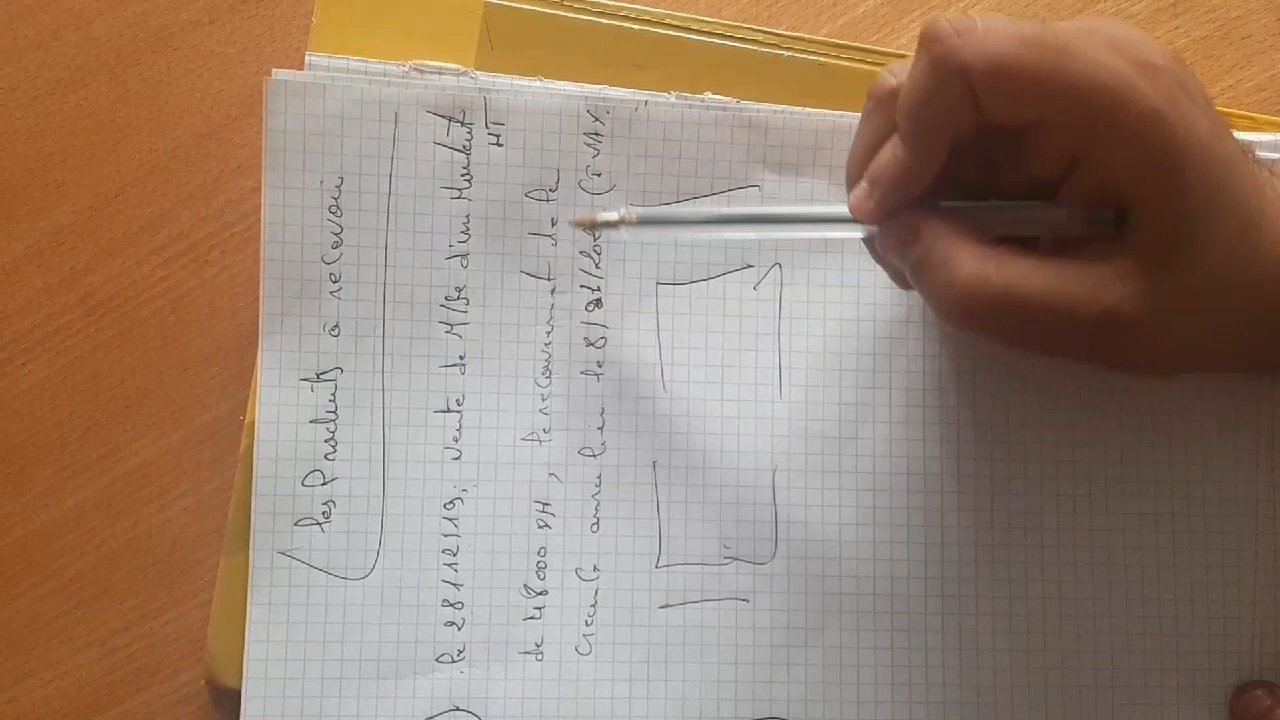 les Produits à recevoir
le 28/12/19; vente de M/se d'un Montant
HT
de 48000 DH, le recouvrement de la
Créance aura lieu le 8/01/20 (TVA